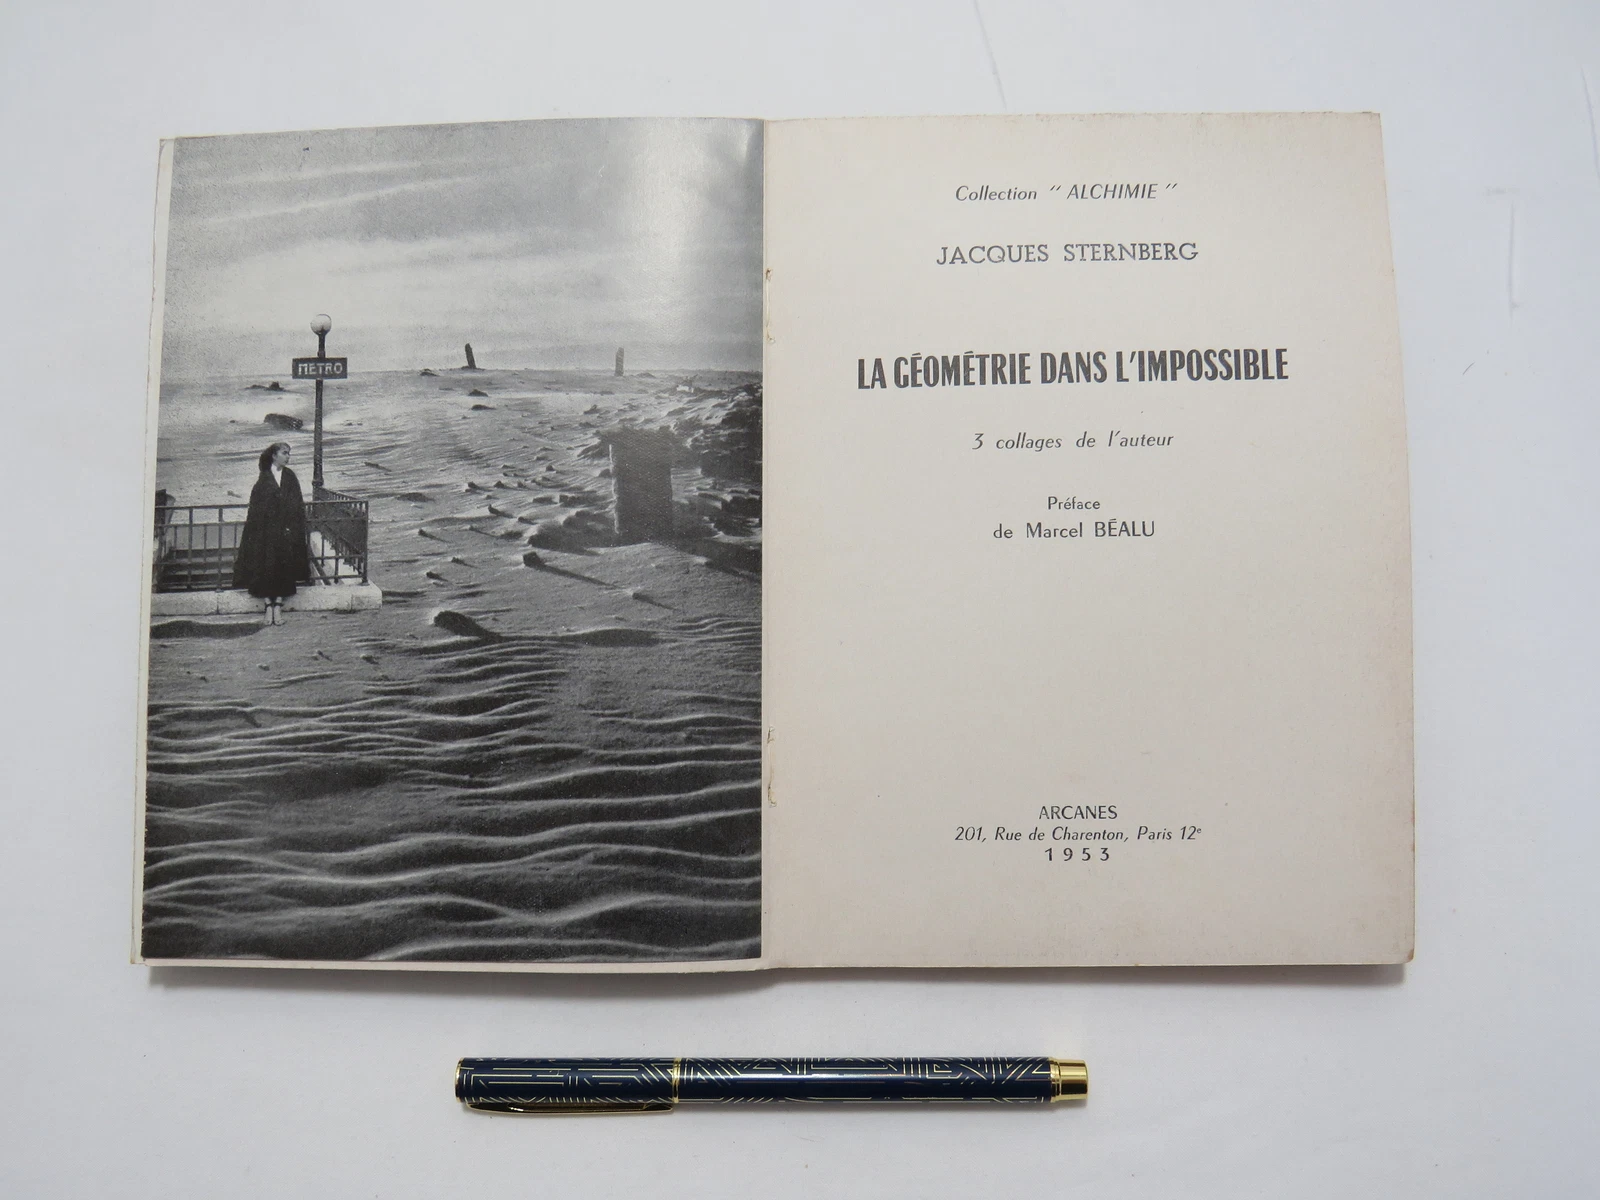 METRO
Collection " ALCHIMIE "
JACQUES STERNBERG
LA GÉOMÉTRIE DANS L'IMPOSSIBLE
3 collages de l'auteur
Préface
de Marcel BÉALU
ARCANES
201, Rue de Charenton, Paris 12e
1953